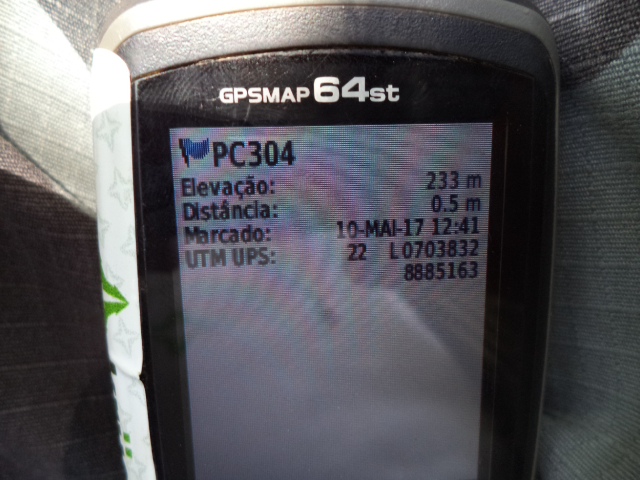 GPSMAP 64st
PC304
Elevação: 233 m
Distância: 0.5 m
Marcado: 10-MAI-17 12:41
UTM UPS: 22 L0703832
8885163